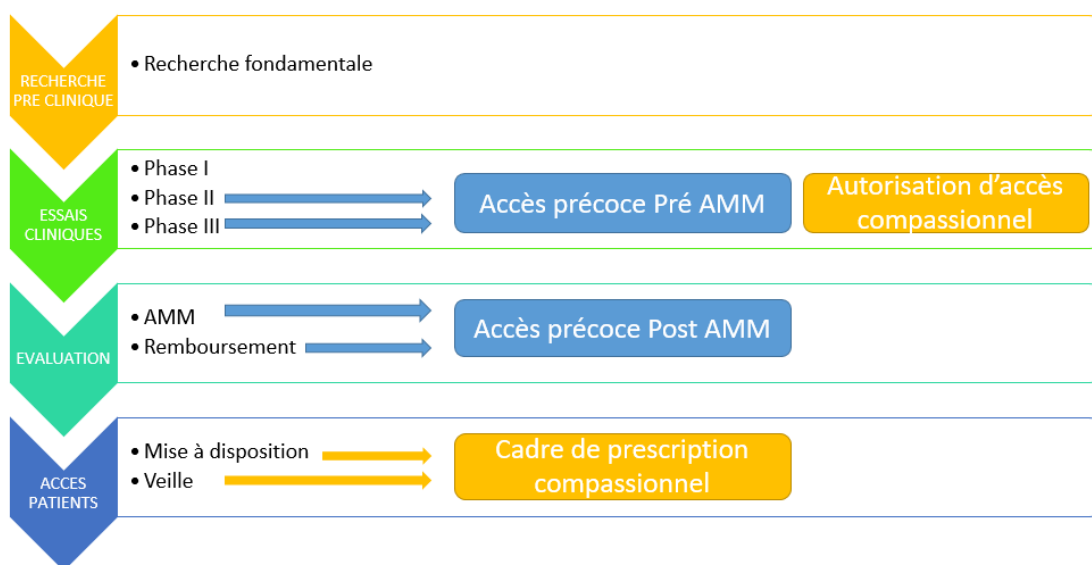 RECHERCHE
PRE CLINIQUE
• Recherche fondamentale
ESSAIS
CLINIQUES
• Phase I
• Phase II
• Phase III
Accès précoce Pré AMM
Autorisation d'accès
compassionnel
EVALUATION
• AMM
• Remboursement
Accès précoce Post AMM
ACCES
PATIENTS
• Mise à disposition
• Veille
Cadre de prescription
compassionnel